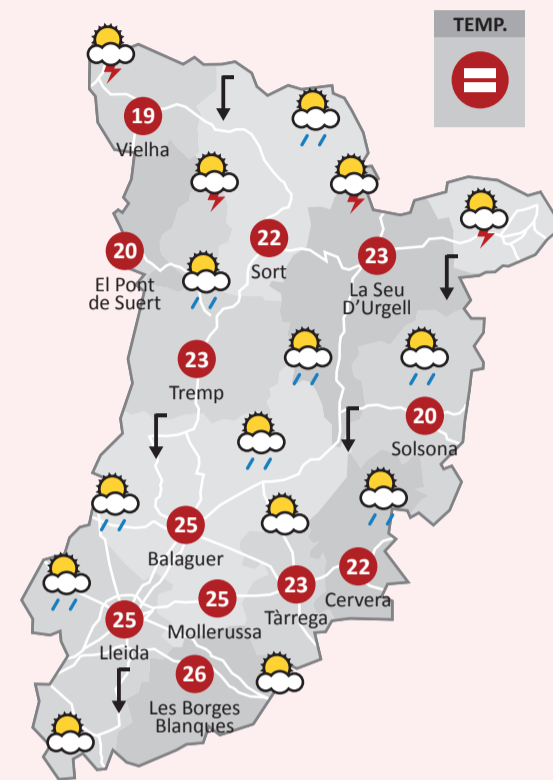 TEMP.
19
Vielha
20
El Pont
de Suert
22
Sort
23
La Seu
D'Urgell
23
Tremp
20
Solsona
25
Balaguer
25
Mollerussa
23
Tàrrega
22
Cervera
25
Lleida
26
Les Borges
Blanques